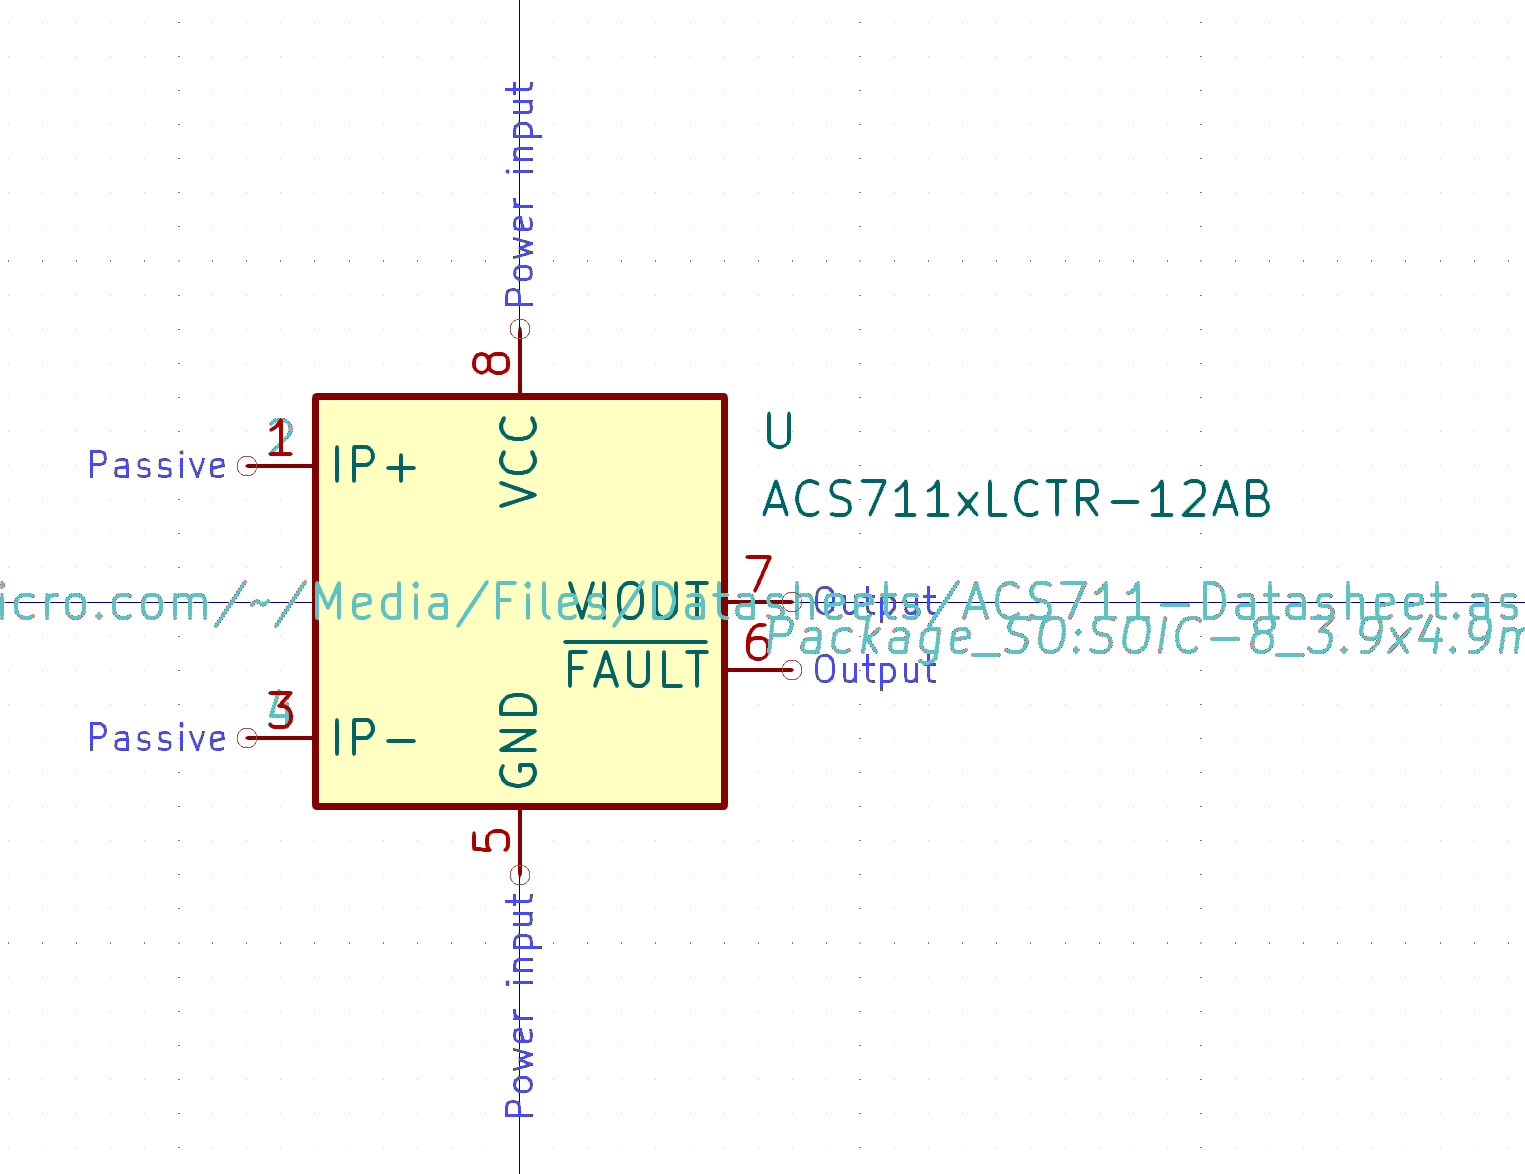 Power input
8
U
VCC
2
1
Passive
IP+
ACS711xLCTR-12AB
7
icro.com/~/Media/Files/Datasheets/ACS711-Datasheet.as
VIOUT
Output
Package_SO:SOIC-8_3.9x4.9m
6
FAULT
Output
4
3
Passive
IP-
GND
5
Power input